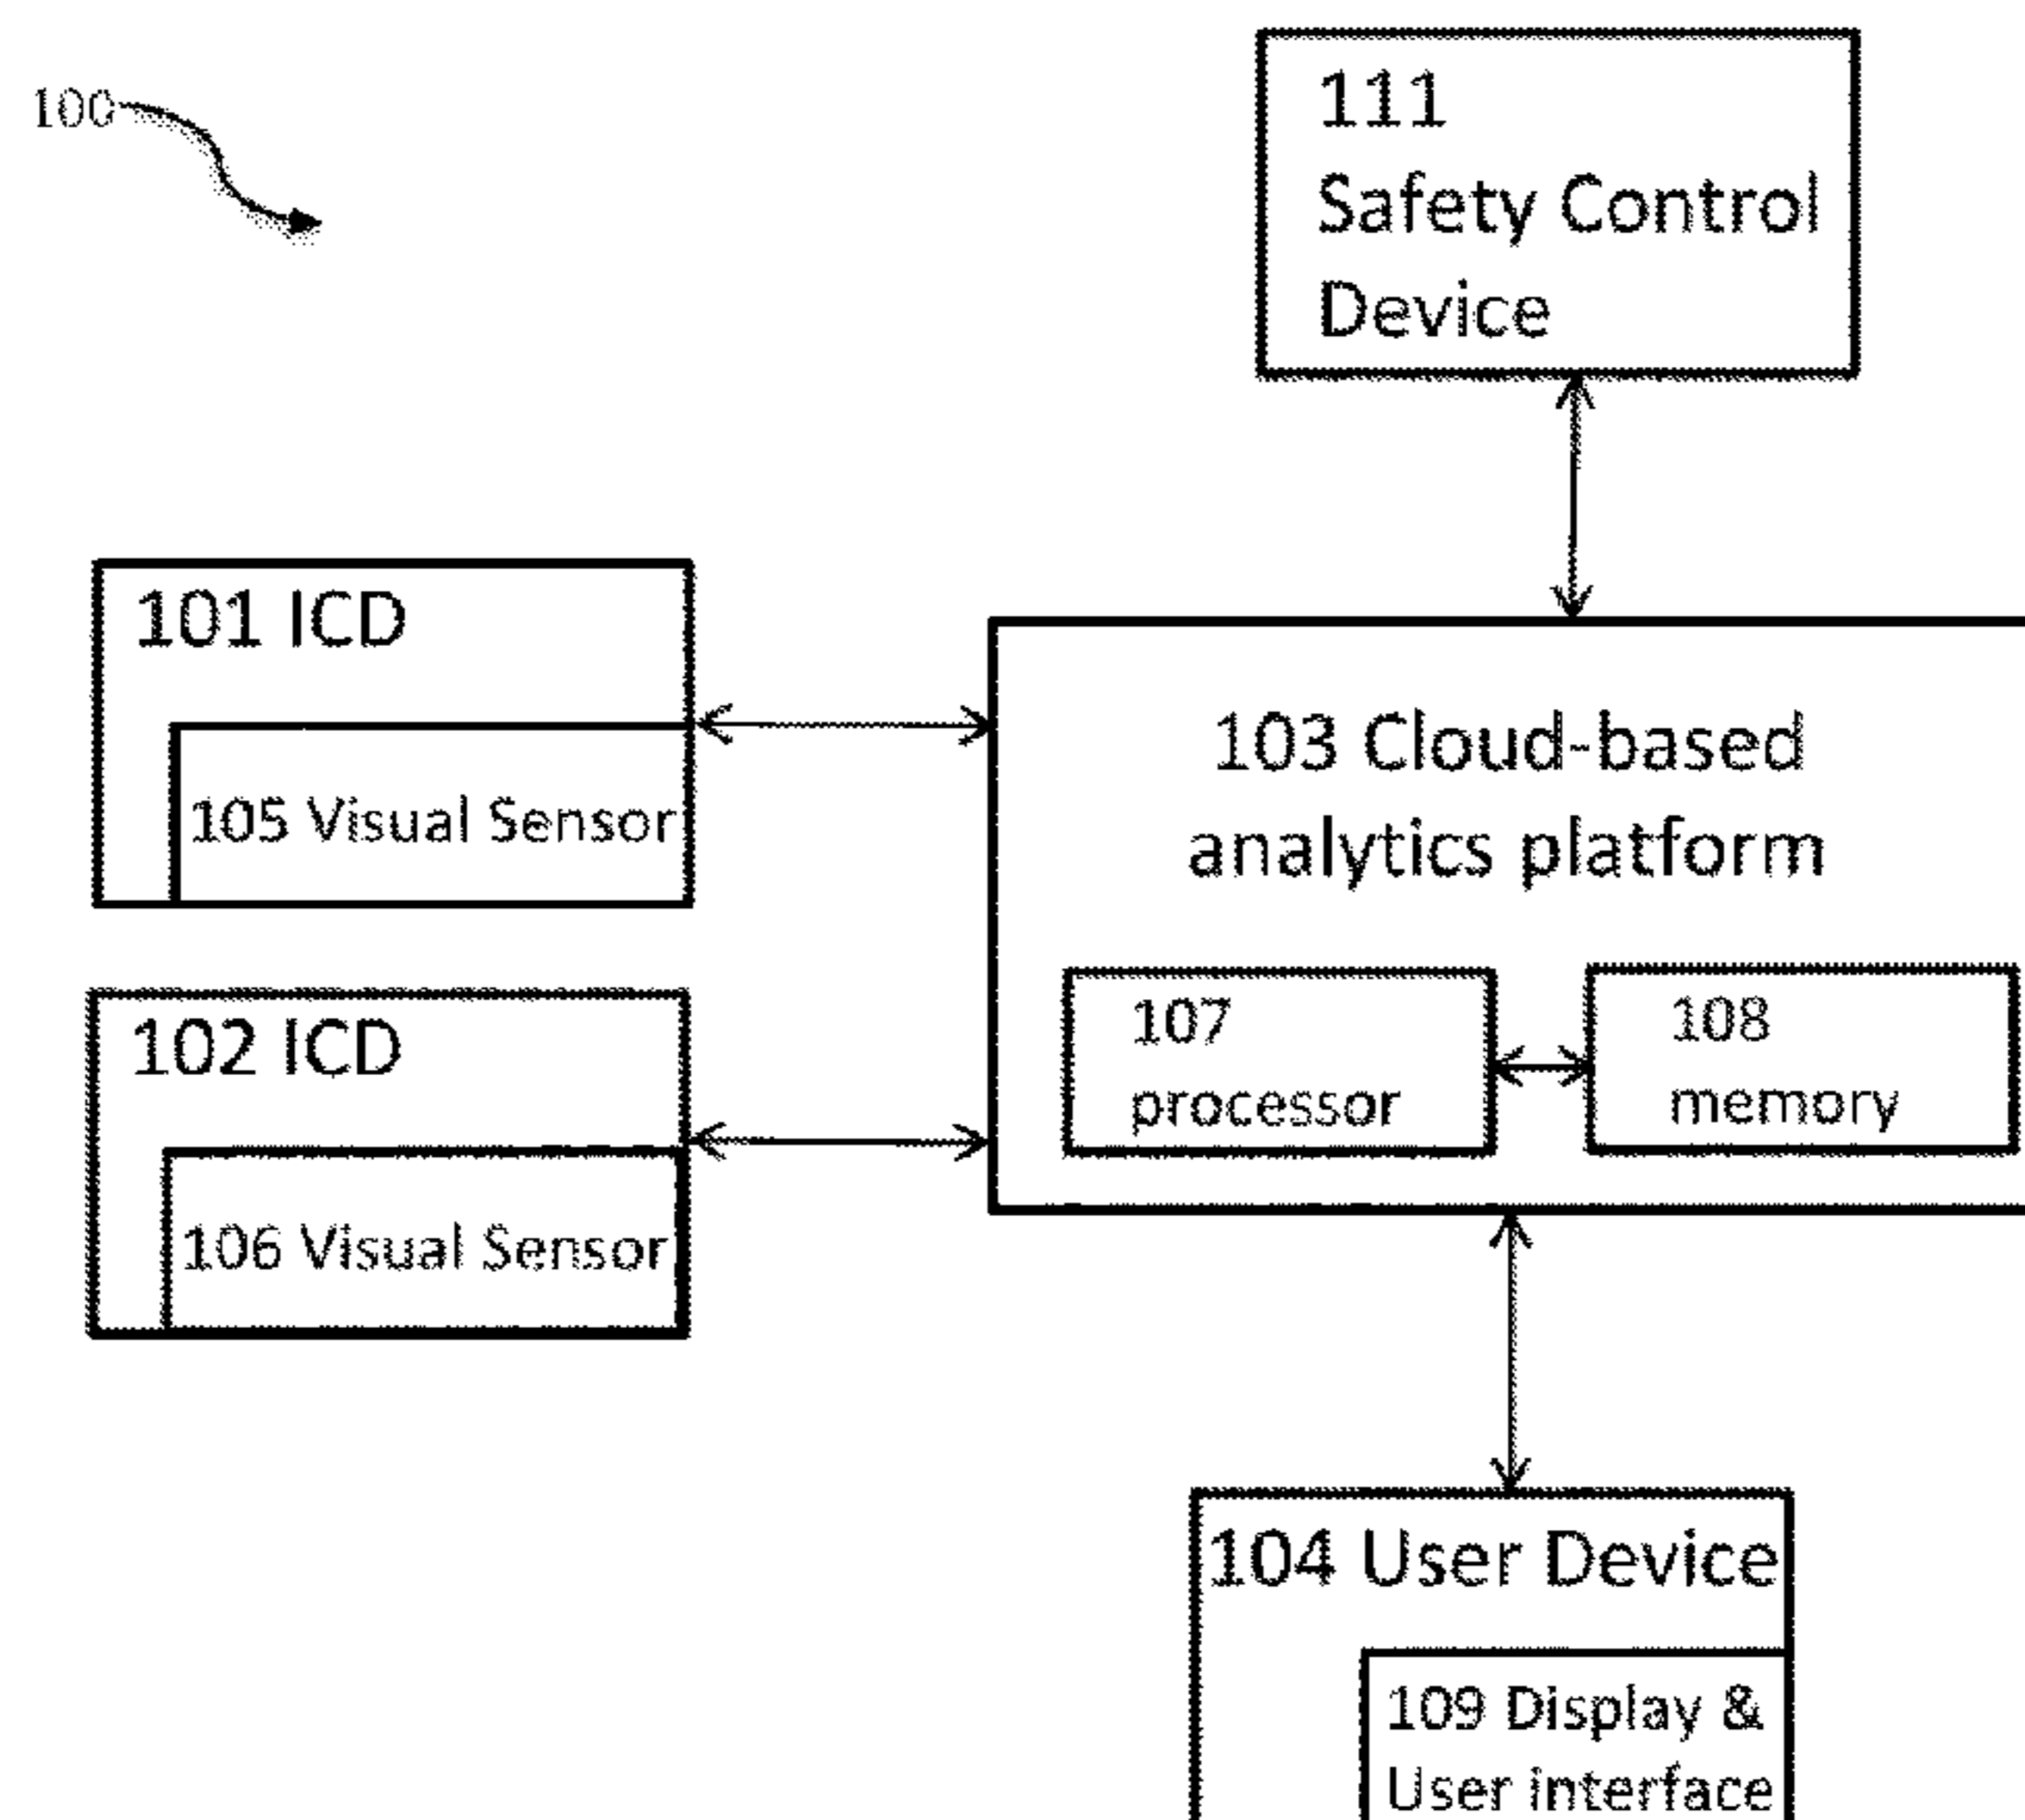 100
111
Safety Control
Device
101 ICD
105 Visual Sensor
103 Cloud-based
analytics platform
102 ICD
106 Visual Sensor
107
processor
108
memory
104 User Device
109 Display &
User interface